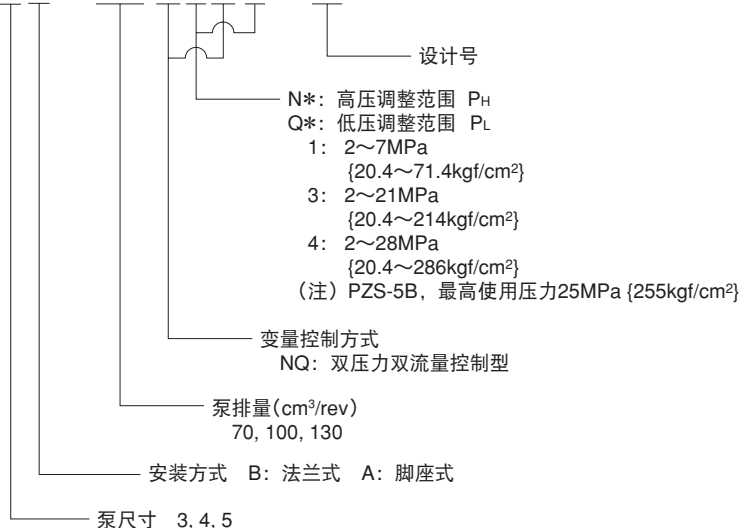 设计号
N*: 高压调整范围 PH
Q*: 低压调整范围 PL
1: 2~7MPa
{20.4~71.4kgf/cm²}
3: 2~21MPa
{20.4~214kgf/cm²}
4: 2~28MPa
{20.4~286kgf/cm²}
(注) PZS-5B, 最高使用压力25MPa {255kgf/cm²}
变量控制方式
NQ: 双压力双流量控制型
泵排量(cm³/rev)
70, 100, 130
安装方式 B: 法兰式 A: 脚座式
泵尺寸 3, 4, 5